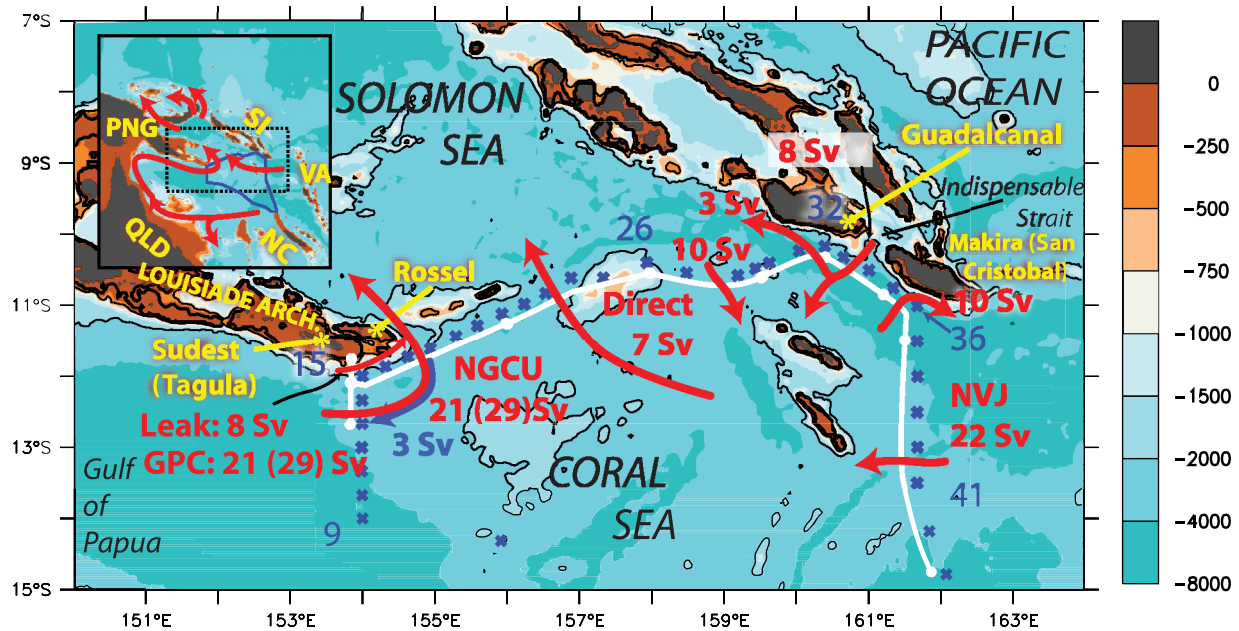 7°S
9°S
11°S
13°S
15°S
151°E
153°E
155°E
157°E
159°E
161°E
163°E
PNG
SI
VA
QLD
NC
SOLOMON
SEA
PACIFIC
OCEAN
8 Sv
Guadalcanal
Indispensable
Strait
Makira (San
Cristobal)
3 Sv
32
26
10 Sv
10 Sv
36
LOUISIADE ARCH.
Rossel
Sudest
(Tagula)
15
Direct
7 Sv
NGCU
21 (29)Sv
3 Sv
Leak: 8 Sv
GPC: 21 (29) Sv
NVJ
22 Sv
41
Gulf
of
Papua
9
CORAL
SEA
0
−250
−500
−750
−1000
−1500
−2000
−4000
−8000